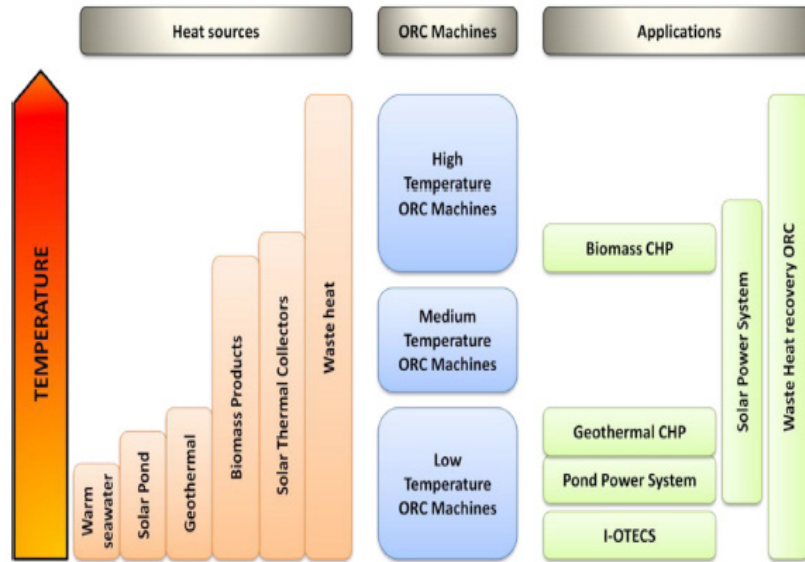 Heat sources
ORC Machines
Applications
TEMPERATURE
Warm
seawater
Solar Pond
Geothermal
Biomass Products
Solar Thermal Collectors
Waste heat
High
Temperature
ORC Machines
Medium
Temperature
ORC Machines
Low
Temperature
ORC Machines
Biomass CHP
Geothermal CHP
Pond Power System
I-OTECS
Solar Power System
Waste Heat recovery ORC